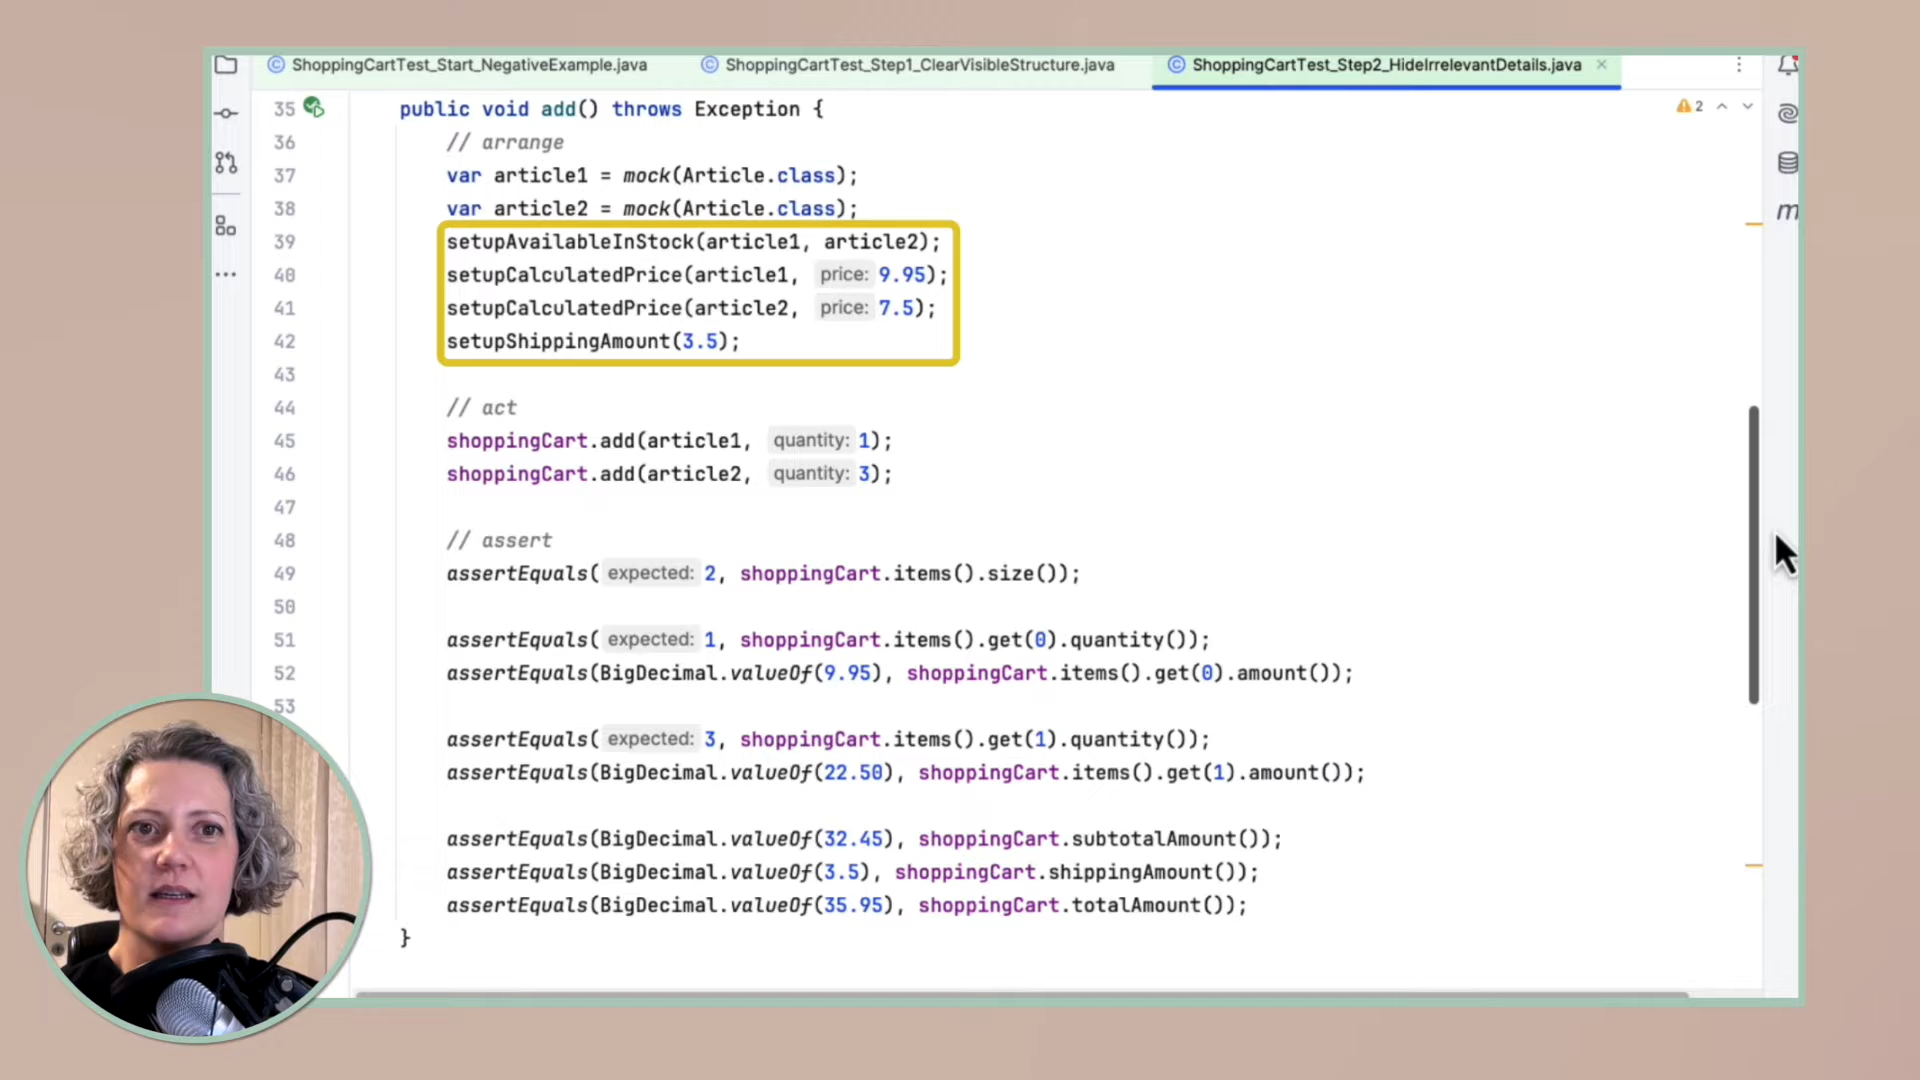 ShoppingCartTest_Start_NegativeExample.java ShoppingCartTest_Step1_ClearVisibleStructure.java ShoppingCartTest_Step2_HideIrrelevantDetails.java
35 public void add() throws Exception { 2
36 // arrange
37 var article1 = mock(Article.class);
38 var article2 = mock(Article.class);
39 setupAvailableInStock(article1, article2);
40 setupCalculatedPrice(article1, price: 9.95);
41 setupCalculatedPrice(article2, price: 7.5);
42 setupShippingAmount(3.5);
43
44 // act
45 shoppingCart.add(article1, quantity: 1);
46 shoppingCart.add(article2, quantity: 3);
47
48 // assert
49 assertEquals( expected: 2, shoppingCart.items().size());
50
51 assertEquals( expected: 1, shoppingCart.items().get(0).quantity());
52 assertEquals(BigDecimal.valueOf(9.95), shoppingCart.items().get(0).amount());
53
assertEquals( expected: 3, shoppingCart.items().get(1).quantity());
assertEquals(BigDecimal.valueOf(22.50), shoppingCart.items().get(1).amount());
assertEquals(BigDecimal.valueOf(32.45), shoppingCart.subtotalAmount());
assertEquals(BigDecimal.valueOf(3.5), shoppingCart.shippingAmount());
assertEquals(BigDecimal.valueOf(35.95), shoppingCart.totalAmount());
}